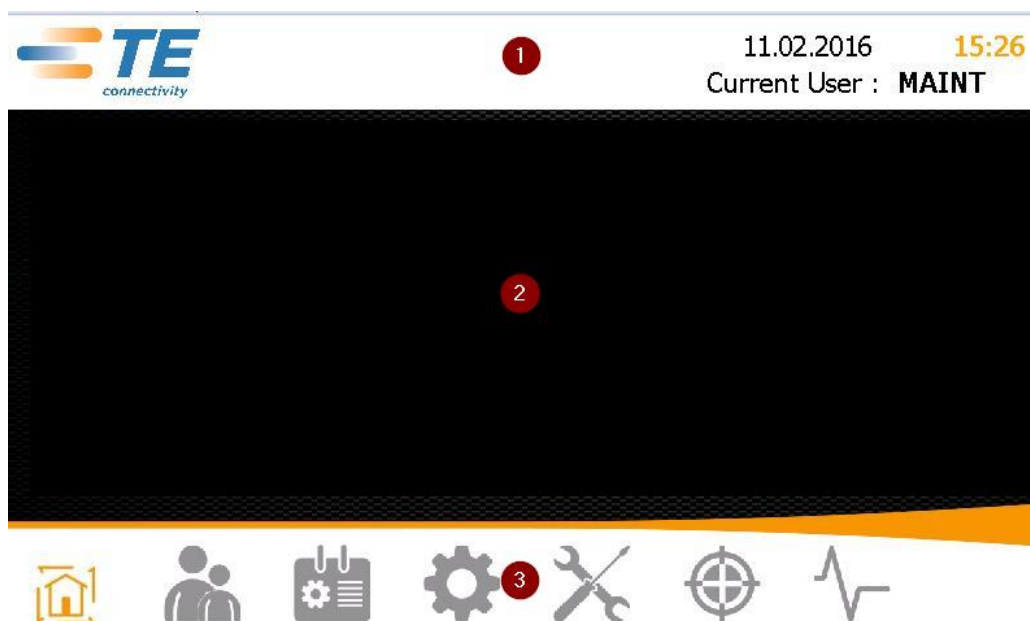 TE
connectivity
1
11.02.2016 15:26
Current User : MAINT
2
3